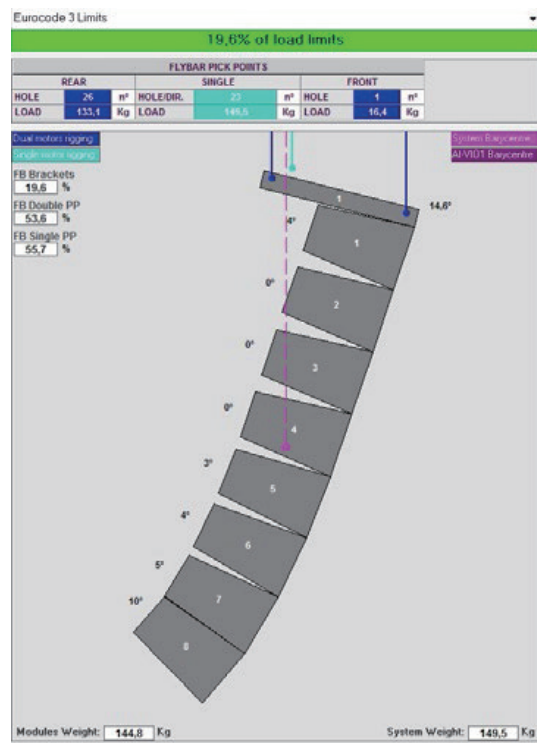 Eurocode 3 Limits
19,6% of load limits
FLYBAR PICK POINTS
REAR SINGLE FRONT
HOLE 26 n° HOLE/DIR. 23 n° HOLE 1 n°
LOAD 133,1 Kg LOAD 149,5 Kg LOAD 16,4 Kg
Dual motors rigging System Barycentre
Single motor rigging
FB Brackets
19,6 %
FB Double PP
53,6 %
FB Single PP
55,7 %
1 14,6°
4° 1
0° 2
0° 3
0° 4
3° 5
4° 6
5° 7
10° 8
Modules Weight: 144,8 Kg System Weight: 149,5 Kg